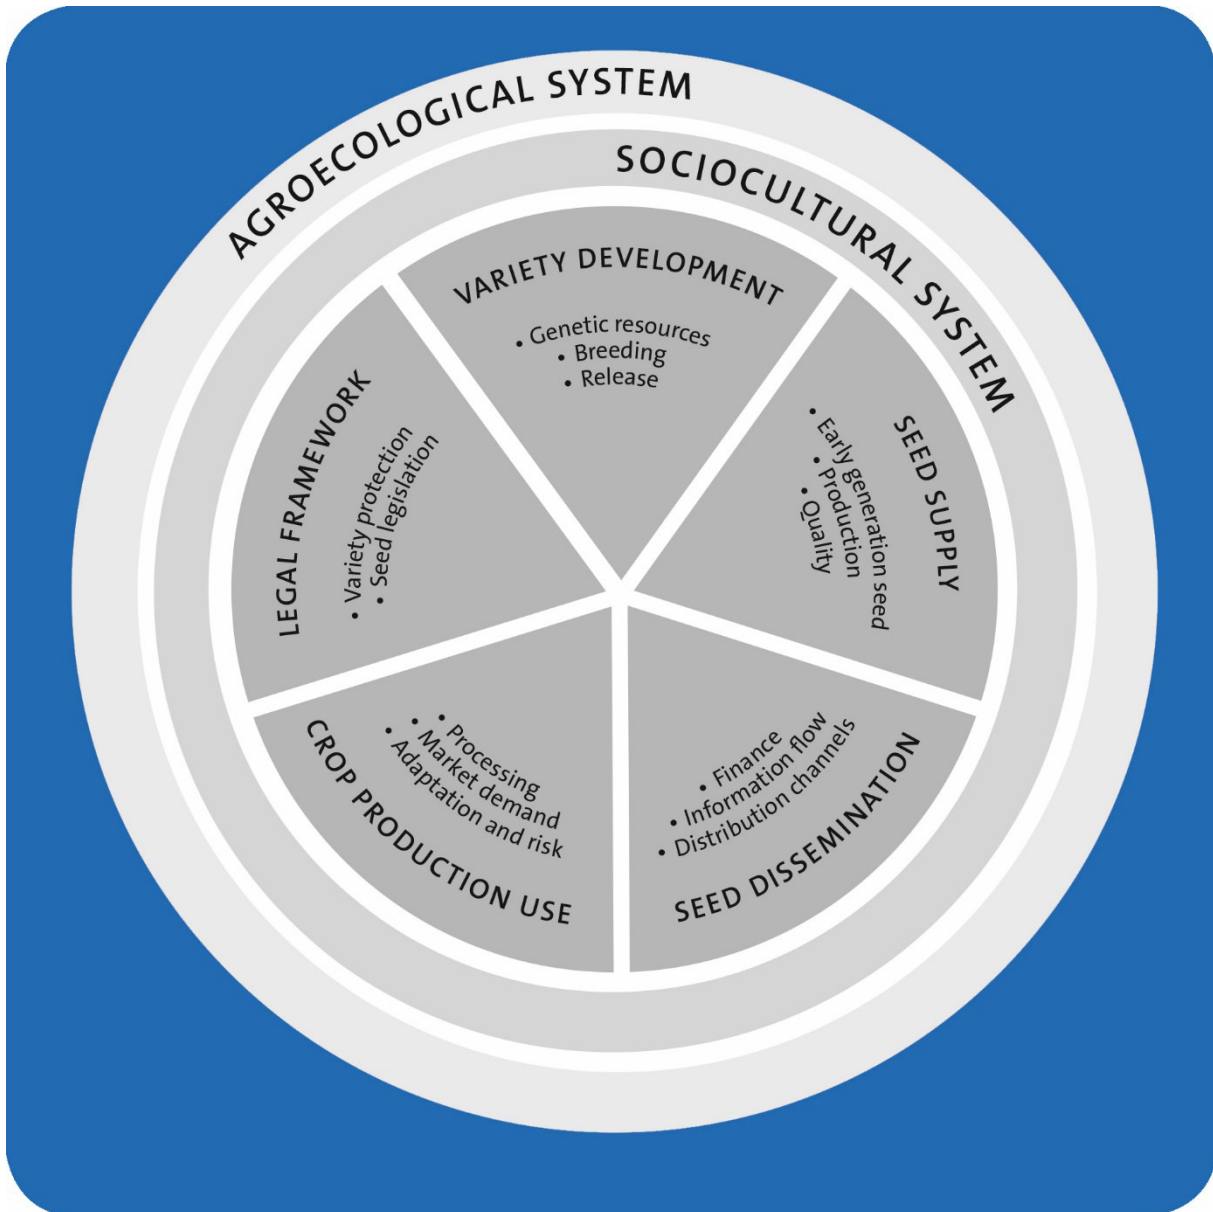 AGROECOLOGICAL SYSTEM
SOCIOCULTURAL SYSTEM
VARIETY DEVELOPMENT
• Genetic resources
• Breeding
• Release
SEED SUPPLY
• Early generation seed
• Production
• Quality
SEED DISSEMINATION
• Finance
• Information flow
• Distribution channels
CROP PRODUCTION USE
• Processing
• Market demand
• Adaptation and risk
LEGAL FRAMEWORK
• Variety protection
• Seed legislation